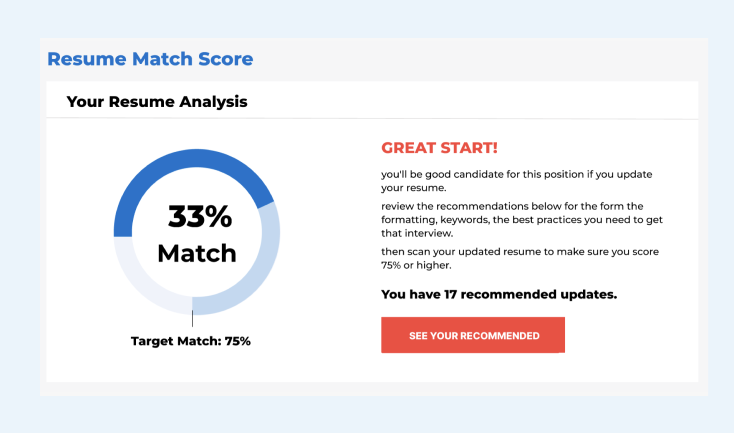 Resume Match Score
Your Resume Analysis
33%
Match
Target Match: 75%
GREAT START!
you'll be good candidate for this position if you update
your resume.
review the recommendations below for the form the
formatting, keywords, the best practices you need to get
that interview.
then scan your updated resume to make sure you score
75% or higher.
You have 17 recommended updates.
SEE YOUR RECOMMENDED